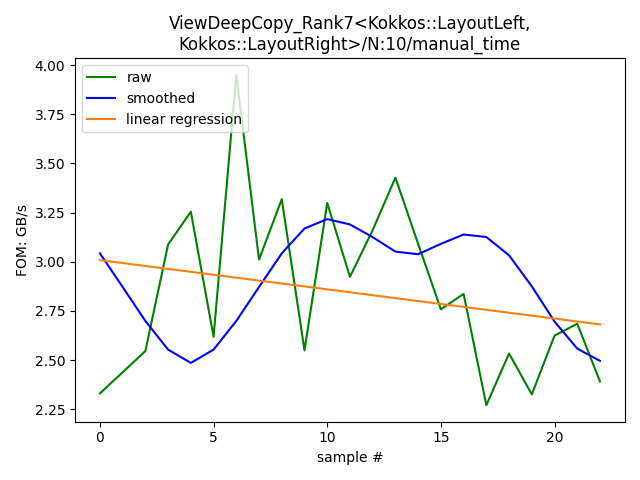 ViewDeepCopy_Rank7<Kokkos::LayoutLeft,
Kokkos::LayoutRight>/N:10/manual_time
raw
smoothed
linear regression
FOM: GB/s
4.00
3.75
3.50
3.25
3.00
2.75
2.50
2.25
0
5
10
15
20
sample #